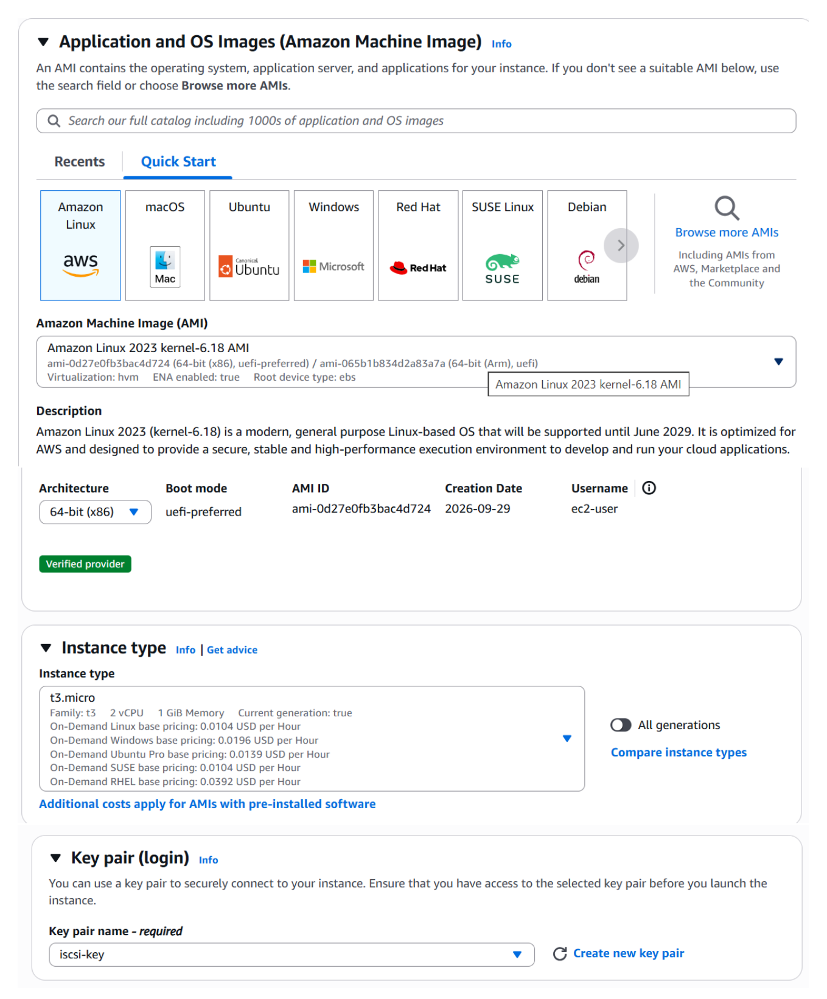 Application and OS Images (Amazon Machine Image) Info
An AMI contains the operating system, application server, and applications for your instance. If you don't see a suitable AMI below, use
the search field or choose Browse more AMIs.
Search our full catalog including 1000s of application and OS images
Recents
Quick Start
Amazon
Linux
aws
macOS
Mac
Ubuntu
Canonical
Ubuntu
Windows
Microsoft
Red Hat
Red Hat
SUSE Linux
SUSE
Debian
debian
Browse more AMIs
Including AMIs from
AWS, Marketplace and
the Community
Amazon Machine Image (AMI)
Amazon Linux 2023 kernel-6.18 AMI
ami-0d27e0fb3bac4d724 (64-bit (x86), uefi-preferred) / ami-065b1b834d2a83a7a (64-bit (Arm), uefi)
Virtualization: hvm ENA enabled: true Root device type: ebs
Amazon Linux 2023 kernel-6.18 AMI
Description
Amazon Linux 2023 (kernel-6.18) is a modern, general purpose Linux-based OS that will be supported until June 2029. It is optimized for
AWS and designed to provide a secure, stable and high-performance execution environment to develop and run your cloud applications.
Architecture Boot mode AMI ID Creation Date Username
64-bit (x86) uefi-preferred ami-0d27e0fb3bac4d724 2026-09-29 ec2-user
Verified provider
Instance type Info | Get advice
Instance type
t3.micro
Family: t3 2 vCPU 1 GiB Memory Current generation: true
On-Demand Linux base pricing: 0.0104 USD per Hour
On-Demand Windows base pricing: 0.0196 USD per Hour
On-Demand Ubuntu Pro base pricing: 0.0139 USD per Hour
On-Demand SUSE base pricing: 0.0104 USD per Hour
On-Demand RHEL base pricing: 0.0392 USD per Hour
All generations
Compare instance types
Additional costs apply for AMIs with pre-installed software
Key pair (login) Info
You can use a key pair to securely connect to your instance. Ensure that you have access to the selected key pair before you launch the
instance.
Key pair name - required
iscsi-key
Create new key pair